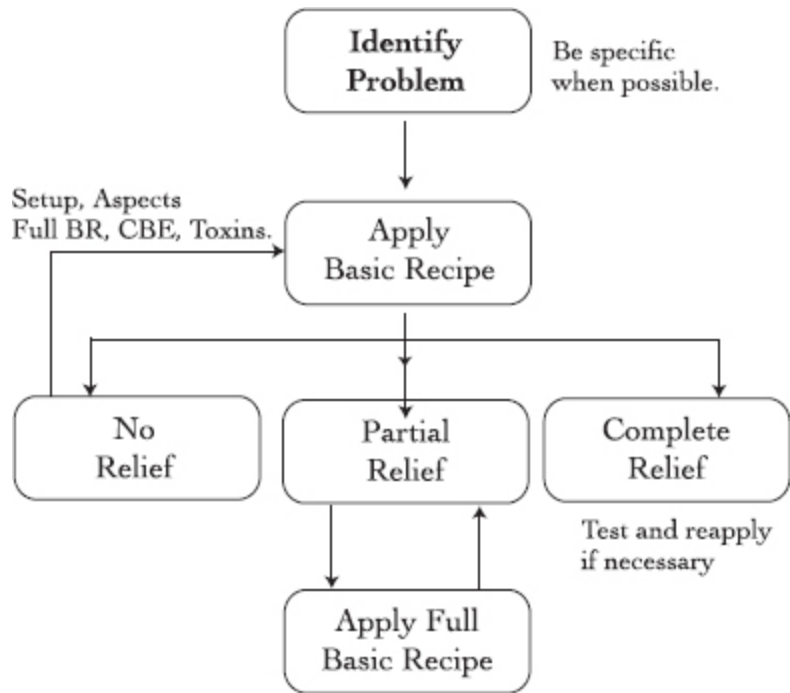 Identify
Problem
Be specific
when possible.
Setup, Aspects
Full BR, CBE, Toxins.
Apply
Basic Recipe
No
Relief
Partial
Relief
Complete
Relief
Test and reapply
if necessary
Apply Full
Basic Recipe